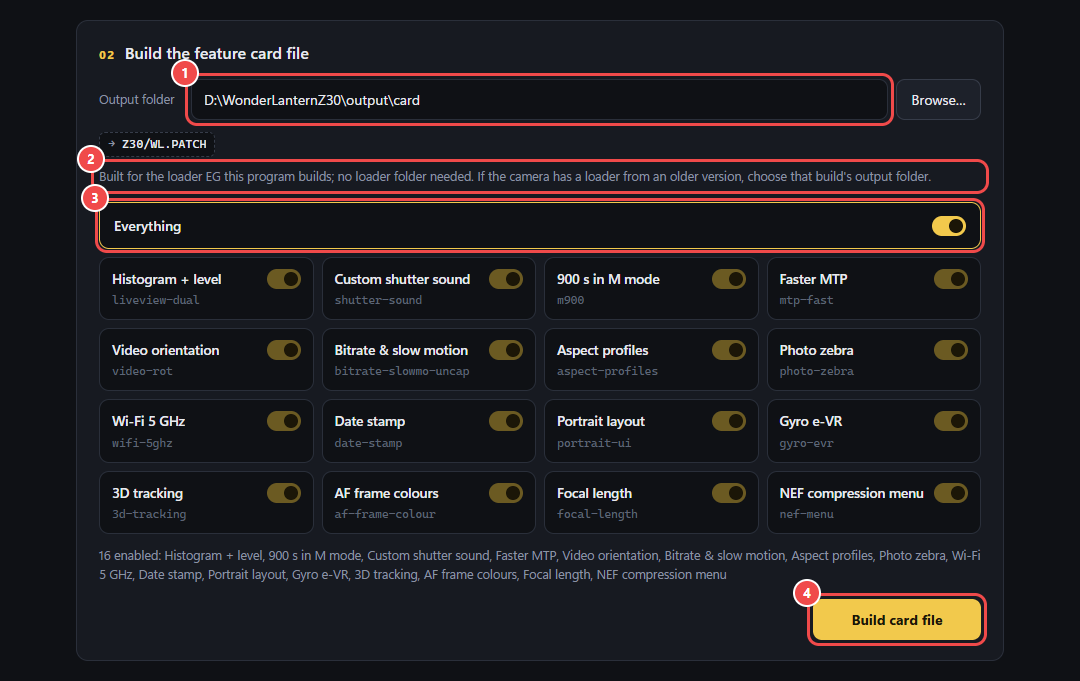 02 Build the feature card file
1
Output folder
D:\WonderLanternZ30\output\card
Browse...
→ Z30/WL.PATCH
2
Built for the loader EG this program builds; no loader folder needed. If the camera has a loader from an older version, choose that build's output folder.
3
Everything
Histogram + level
liveview-dual
Custom shutter sound
shutter-sound
900 s in M mode
m900
Faster MTP
mtp-fast
Video orientation
video-rot
Bitrate & slow motion
bitrate-slowmo-uncap
Aspect profiles
aspect-profiles
Photo zebra
photo-zebra
Wi-Fi 5 GHz
wifi-5ghz
Date stamp
date-stamp
Portrait layout
portrait-ui
Gyro e-VR
gyro-evr
3D tracking
3d-tracking
AF frame colours
af-frame-colour
Focal length
focal-length
NEF compression menu
nef-menu
16 enabled: Histogram + level, 900 s in M mode, Custom shutter sound, Faster MTP, Video orientation, Bitrate & slow motion, Aspect profiles, Photo zebra, Wi-Fi
5 GHz, Date stamp, Portrait layout, Gyro e-VR, 3D tracking, AF frame colours, Focal length, NEF compression menu
4
Build card file